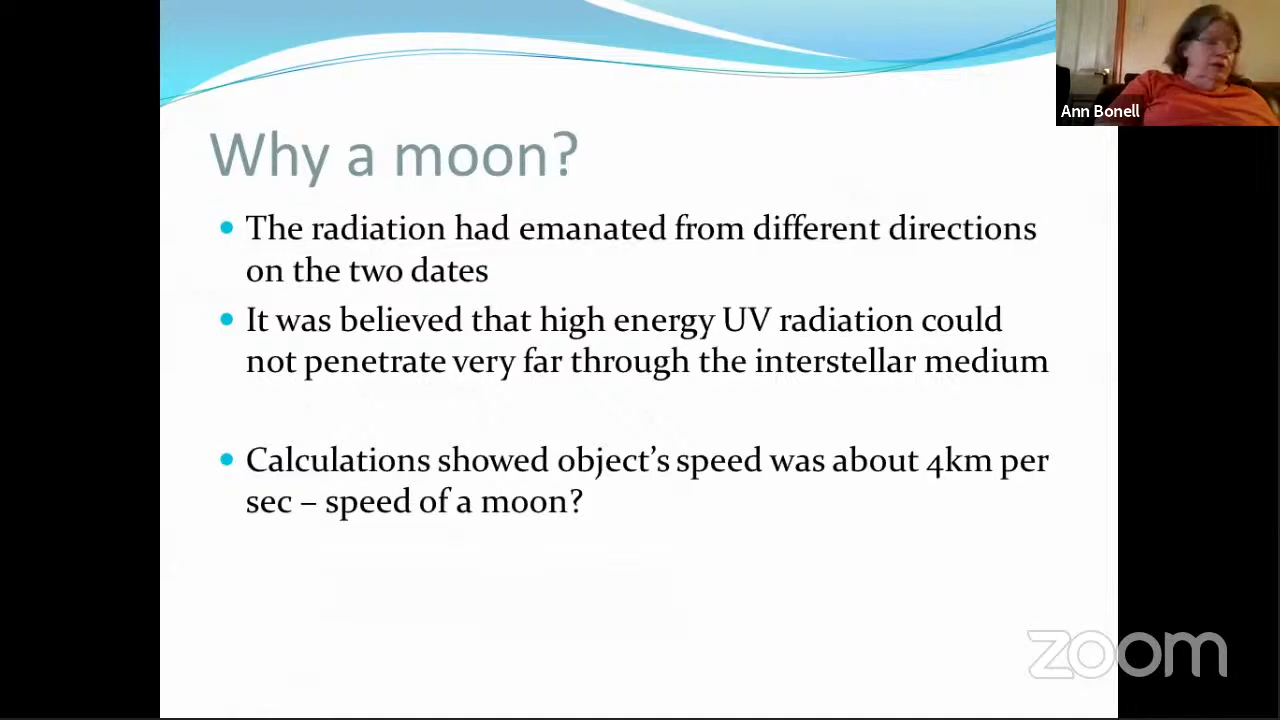 Why a moon?
The radiation had emanated from different directions
on the two dates
It was believed that high energy UV radiation could
not penetrate very far through the interstellar medium
Calculations showed object's speed was about 4km per
sec – speed of a moon?
Ann Bonell
zoom